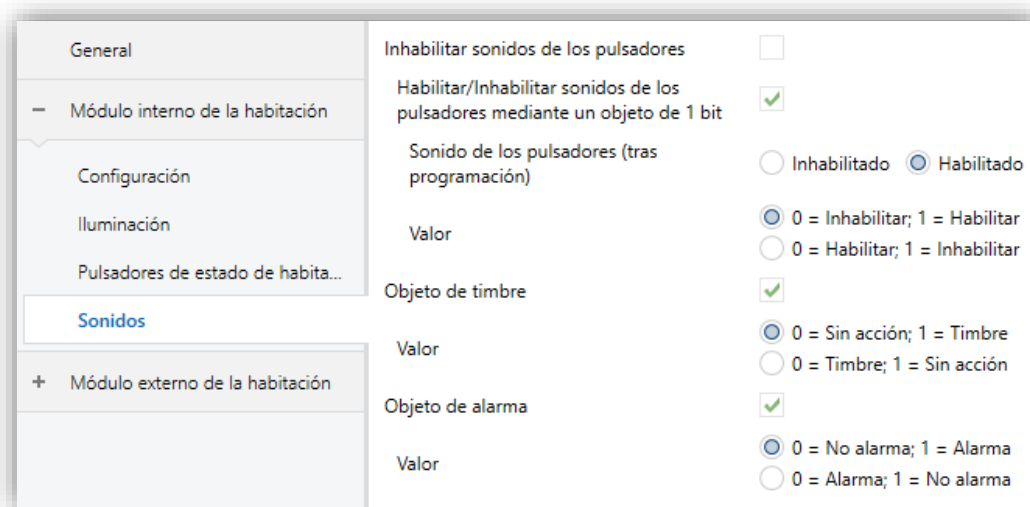 General
− Módulo interno de la habitación
Configuración
Iluminación
Pulsadores de estado de habita...
Sonidos
+ Módulo externo de la habitación
Inhabilitar sonidos de los pulsadores
Habilitar/Inhabilitar sonidos de los
pulsadores mediante un objeto de 1 bit
Sonido de los pulsadores (tras
programación)
Inhabilitado Habilitado
Valor
0 = Inhabilitar; 1 = Habilitar
0 = Habilitar; 1 = Inhabilitar
Objeto de timbre
Valor
0 = Sin acción; 1 = Timbre
0 = Timbre; 1 = Sin acción
Objeto de alarma
Valor
0 = No alarma; 1 = Alarma
0 = Alarma; 1 = No alarma